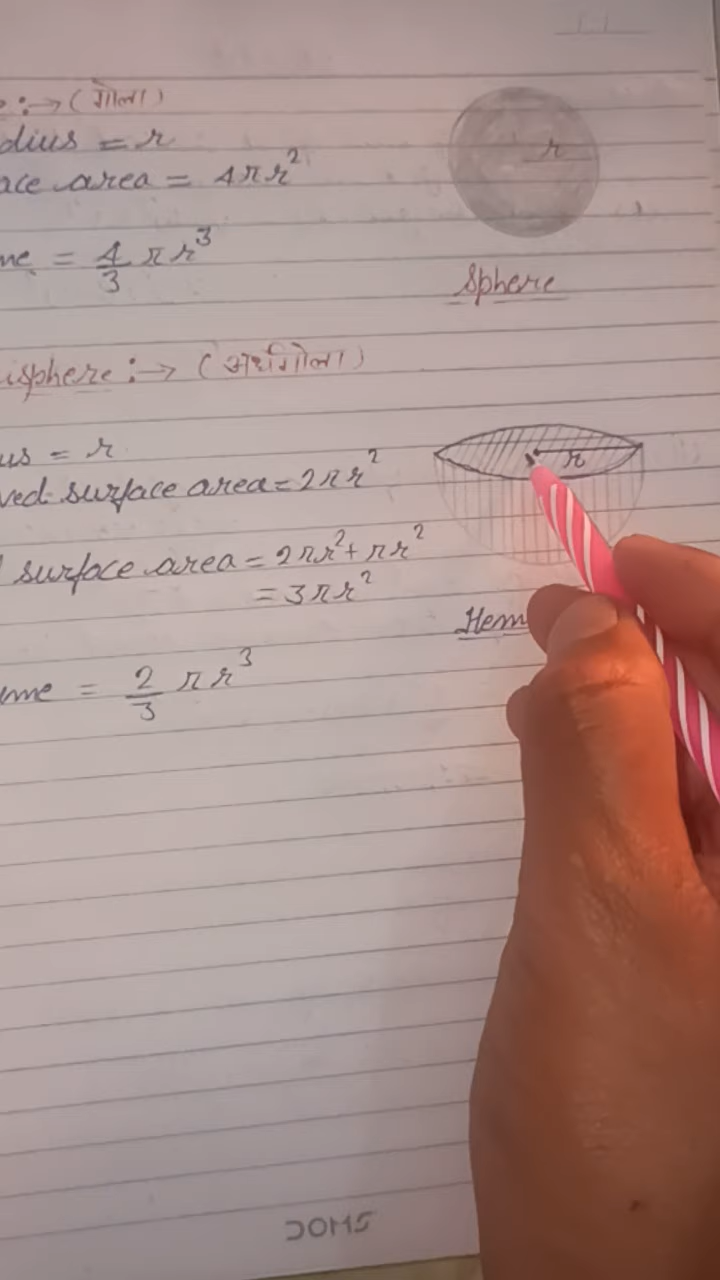 :→ (गोला)
dius = r
ace area = 4πr²
me = 4/3 πr³
r
Sphere
isphere :→ (अर्धगोला)
us = r
ved surface area = 2πr²
r
surface area = 2πr² + πr²
= 3πr²
Hem
me = 2/3 πr³
DOMS